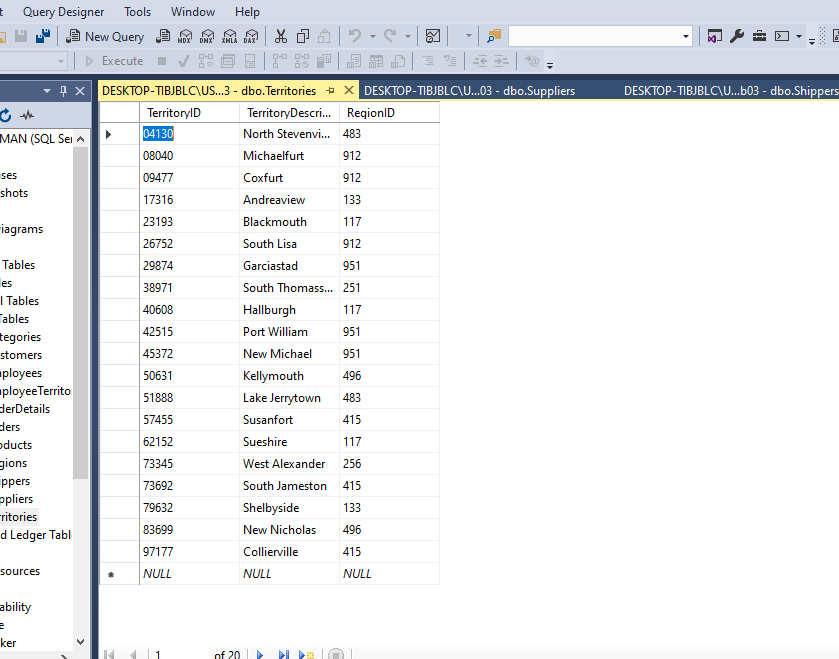 t Query Designer Tools Window Help
New Query MDX DMX XMLA DAX
Execute
DESKTOP-TIBJBLC\US...3 - dbo.Territories DESKTOP-TIBJBLC\U...03 - dbo.Suppliers DESKTOP-TIBJBLC\U...b03 - dbo.Shippers
MAN (SQL Ser
ses
shots
iagrams
Tables
les
l Tables
Tables
tegories
stomers
ployees
ployeeTerrito
derDetails
ders
oducts
gions
ippers
ppliers
rritories
d Ledger Tabl
sources
ability
e
ker
TerritoryID TerritoryDescri... RegionID
04130 North Stevenvi... 483
08040 Michaelfurt 912
09477 Coxfurt 912
17316 Andreaview 133
23193 Blackmouth 117
26752 South Lisa 912
29874 Garciastad 951
38971 South Thomass... 251
40608 Hallburgh 117
42515 Port William 951
45372 New Michael 951
50631 Kellymouth 496
51888 Lake Jerrytown 483
57455 Susanfort 415
62152 Sueshire 117
73345 West Alexander 256
73692 South Jameston 415
79632 Shelbyside 133
83699 New Nicholas 496
97177 Collierville 415
NULL NULL NULL
1 of 20